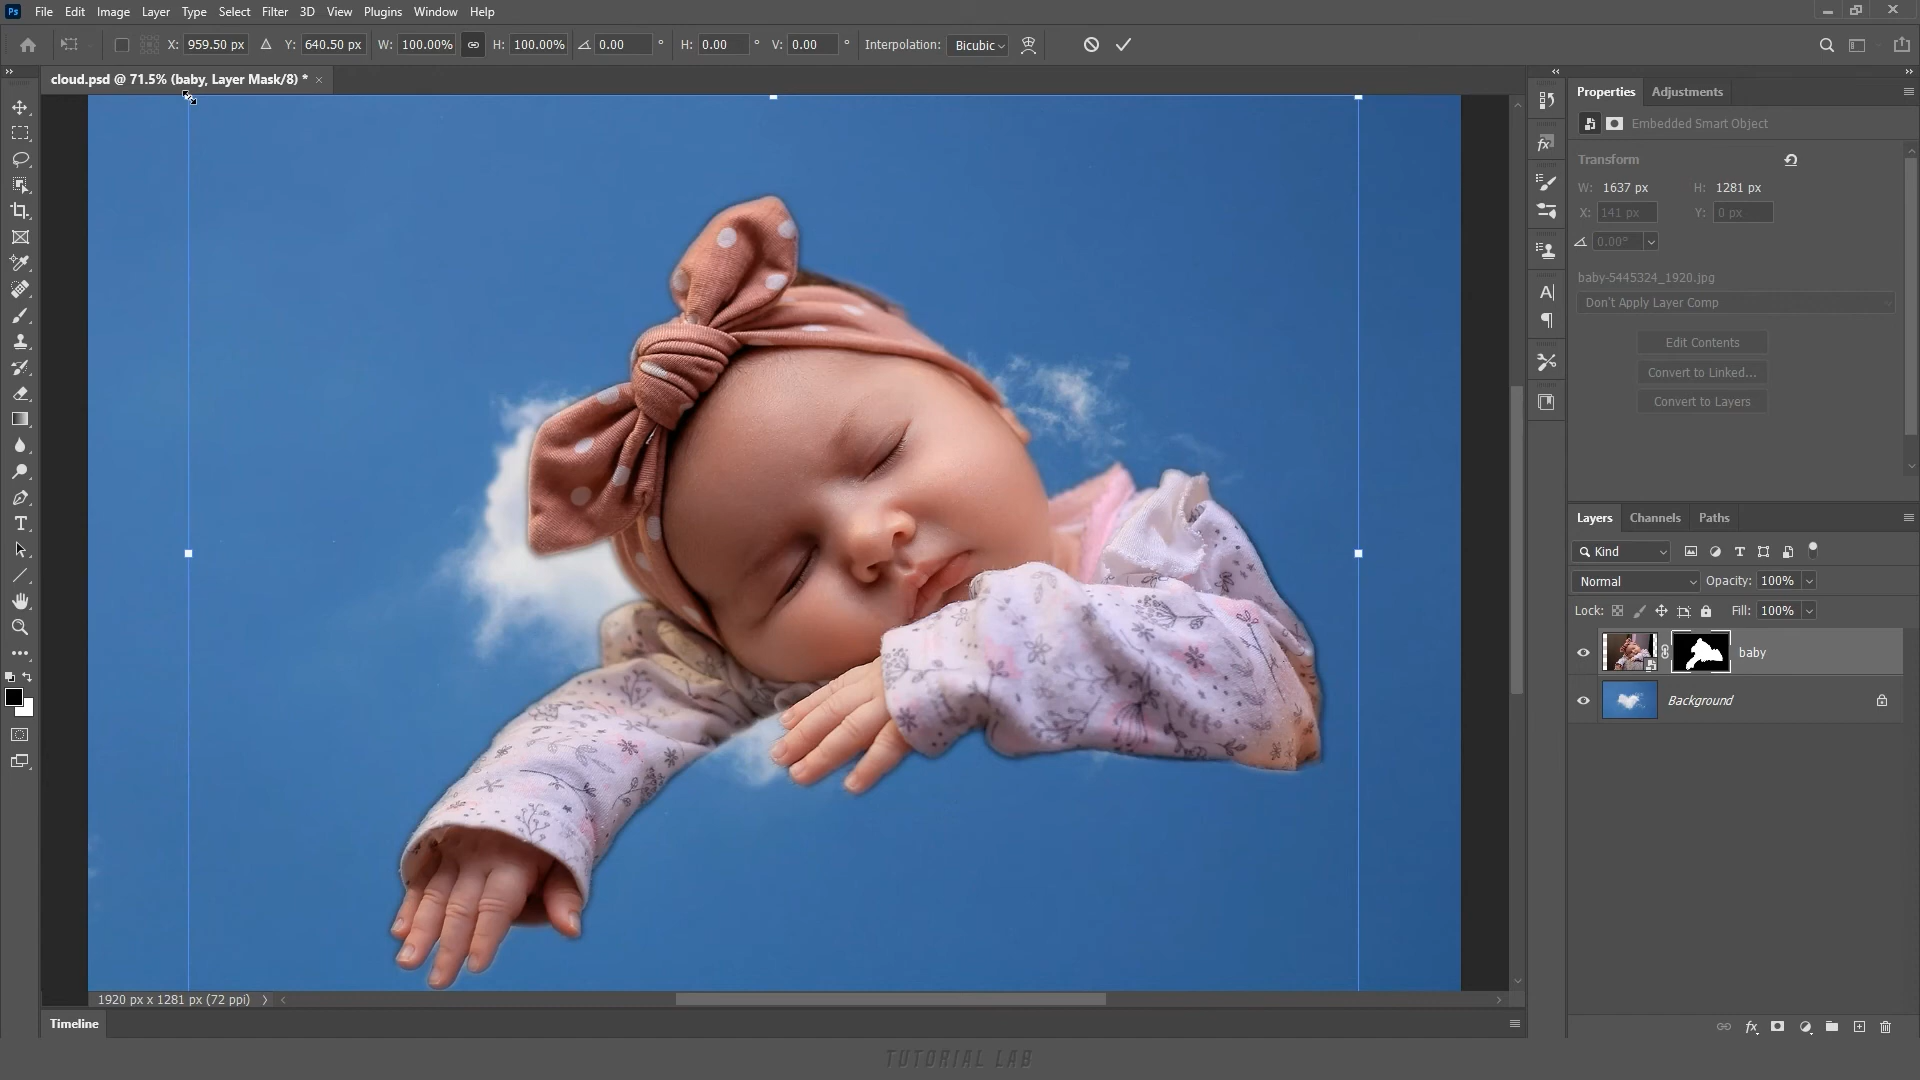 Ps File Edit Image Layer Type Select Filter 3D View Plugins Window Help
X: 959.50 px Y: 640.50 px W: 100.00% H: 100.00% 0.00 ° H: 0.00 ° V: 0.00 ° Interpolation: Bicubic
cloud.psd @ 71.5% (baby, Layer Mask/8) *
Properties Adjustments
Embedded Smart Object
Transform
W: 1637 px H: 1281 px
X: 141 px Y: 0 px
0.00°
baby-5445324_1920.jpg
Don't Apply Layer Comp
Edit Contents
Convert to Linked...
Convert to Layers
Layers Channels Paths
Kind
Normal Opacity: 100%
Lock: Fill: 100%
baby
Background
1920 px x 1281 px (72 ppi)
Timeline
TUTORIAL LAB